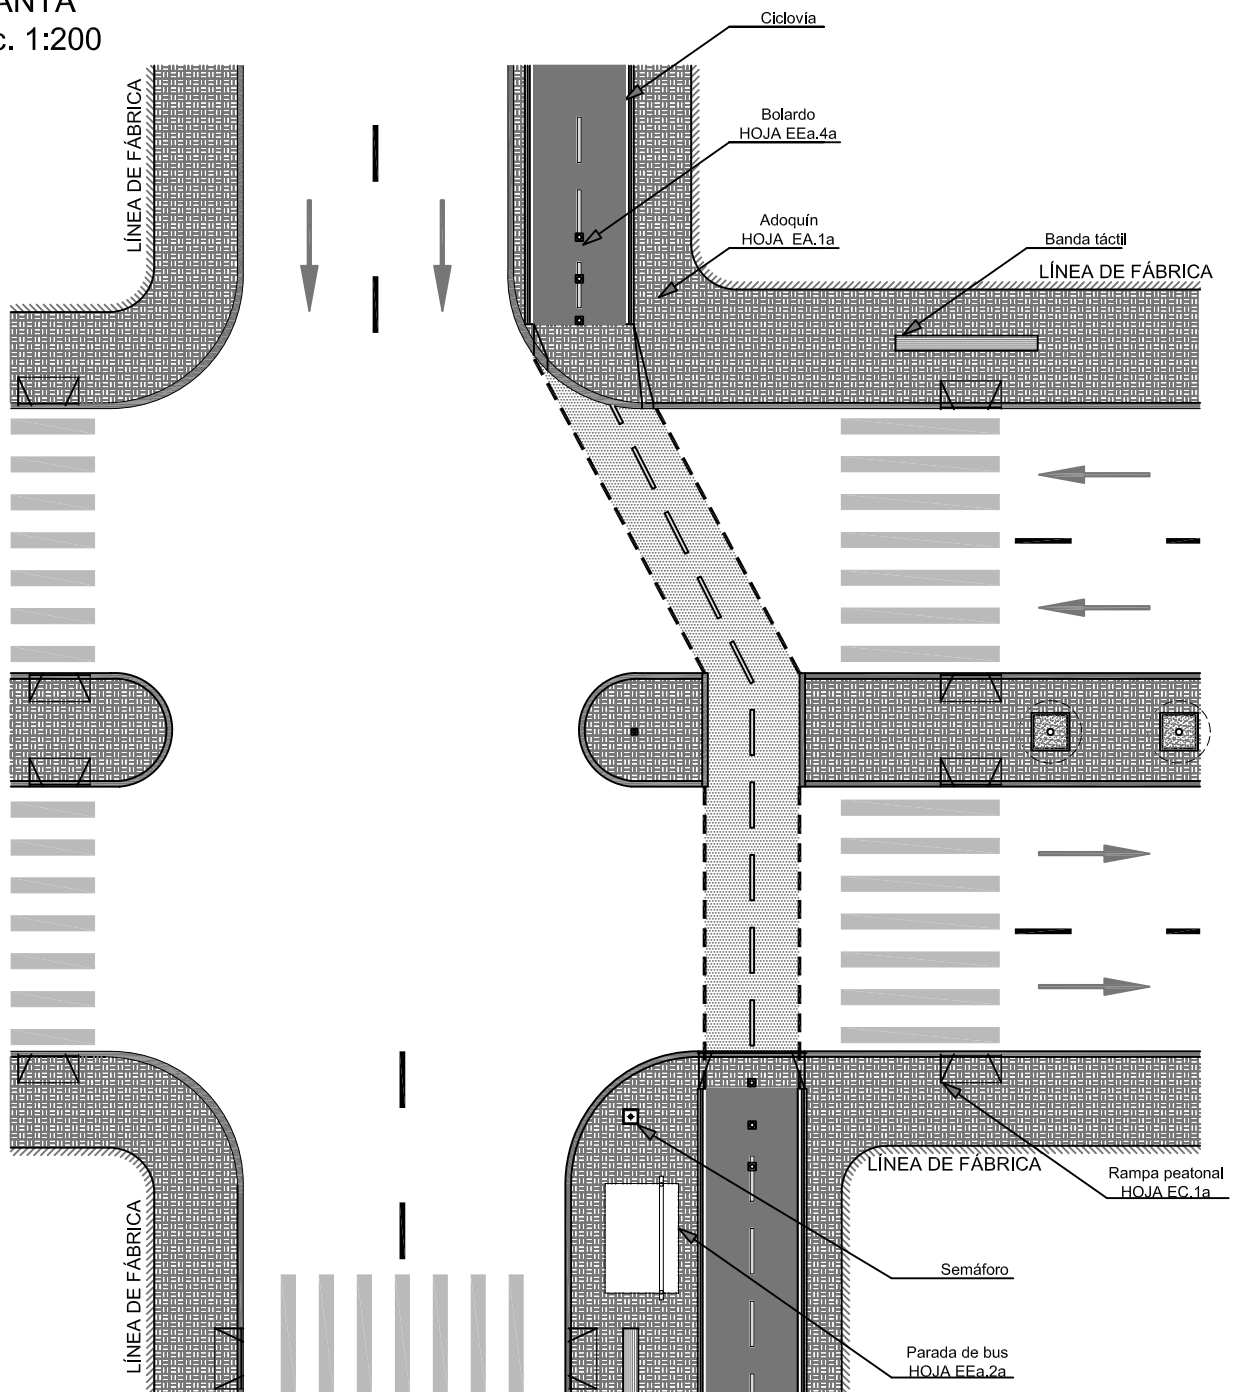 ANTA
c. 1:200
Ciclovía
LÍNEA DE FÁBRICA
Bolardo
HOJA EEa.4a
Adoquín
HOJA EA.1a
Banda táctil
LÍNEA DE FÁBRICA
LÍNEA DE FÁBRICA
Rampa peatonal
HOJA EC.1a
LÍNEA DE FÁBRICA
Semáforo
Parada de bus
HOJA EEa.2a